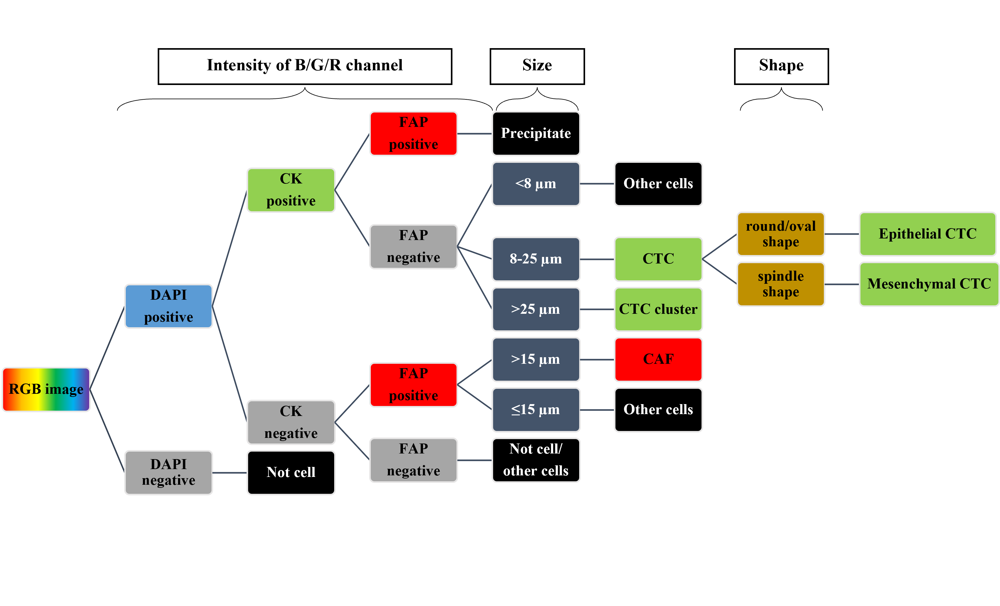 Intensity of B/G/R channel
Size
Shape
FAP
positive
Precipitate
<8 µm
Other cells
CK
positive
FAP
negative
8-25 µm
CTC
round/oval
shape
Epithelial CTC
spindle
shape
Mesenchymal CTC
>25 µm
CTC cluster
DAPI
positive
>15 µm
CAF
FAP
positive
RGB image
≤15 µm
Other cells
CK
negative
FAP
negative
Not cell/
other cells
DAPI
negative
Not cell